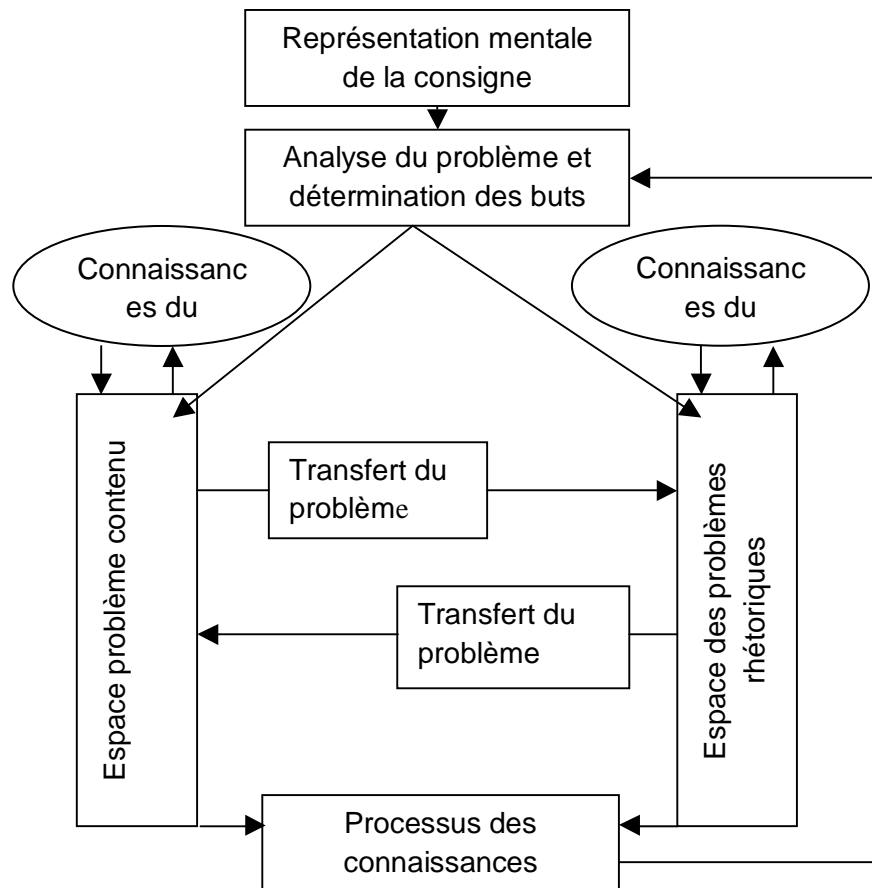 Représentation mentale
de la consigne
Analyse du problème et
détermination des buts
Connaissanc
es du
Connaissanc
es du
Espace problème contenu
Transfert du
problème
Transfert du
problème
Espace des problèmes
rhétoriques
Processus des
connaissances